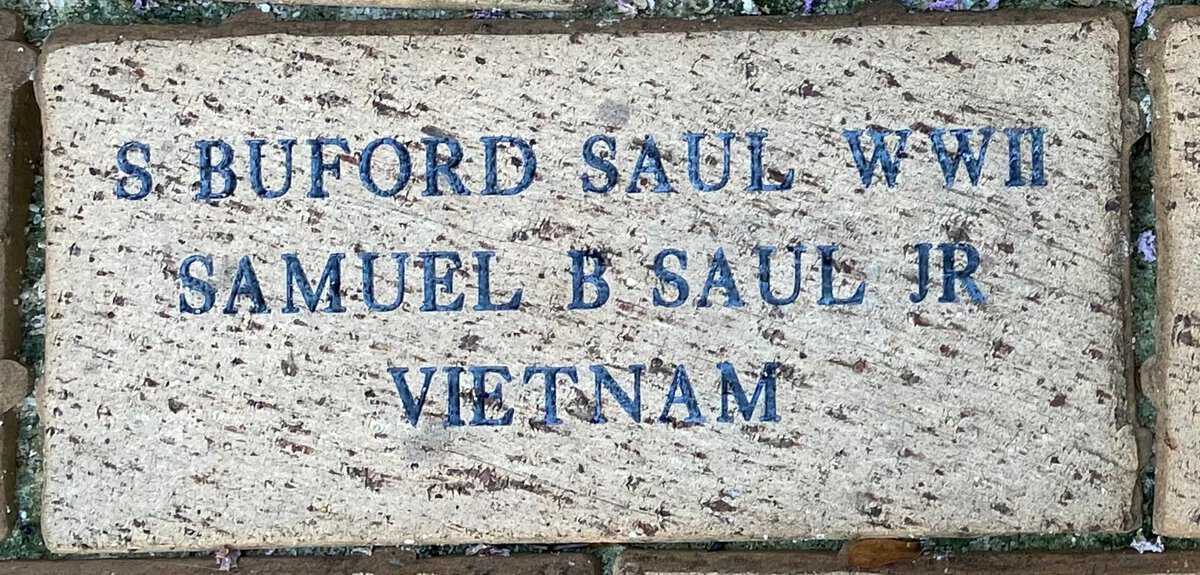 S BUFORD SAUL WWII
SAMUEL B SAUL JR
VIETNAM